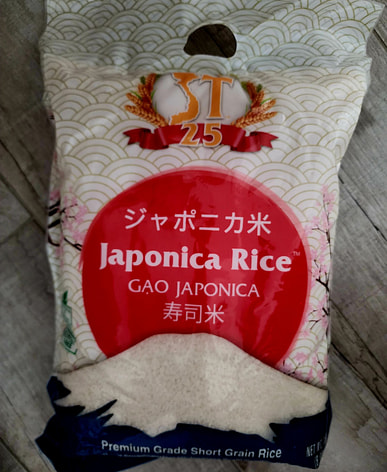 ST
25
ジャポニカ米
Japonica Rice™
GẠO JAPONICA
寿司米
Premium Grade Short Grain Rice
NET